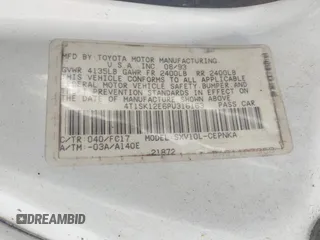 MFD BY: TOYOTA MOTOR MANUFACTURING
U.S.A. INC. 08/93
GVWR 4135LB GAWR FR 2400LB RR 2400LB
THIS VEHICLE CONFORMS TO ALL APPLICABLE
FEDERAL MOTOR VEHICLE SAFETY, BUMPER AND
THEFT PREVENTION STANDARDS IN EFFECT ON THE
DATE OF MANUFACTURE SHOWN ABOVE.
PASS CAR
C/TR 040/FC17 MODEL SXV10L-CEPNKA
A/TM -03A/A140E
21872
IDCARSBID
IDCARSBID